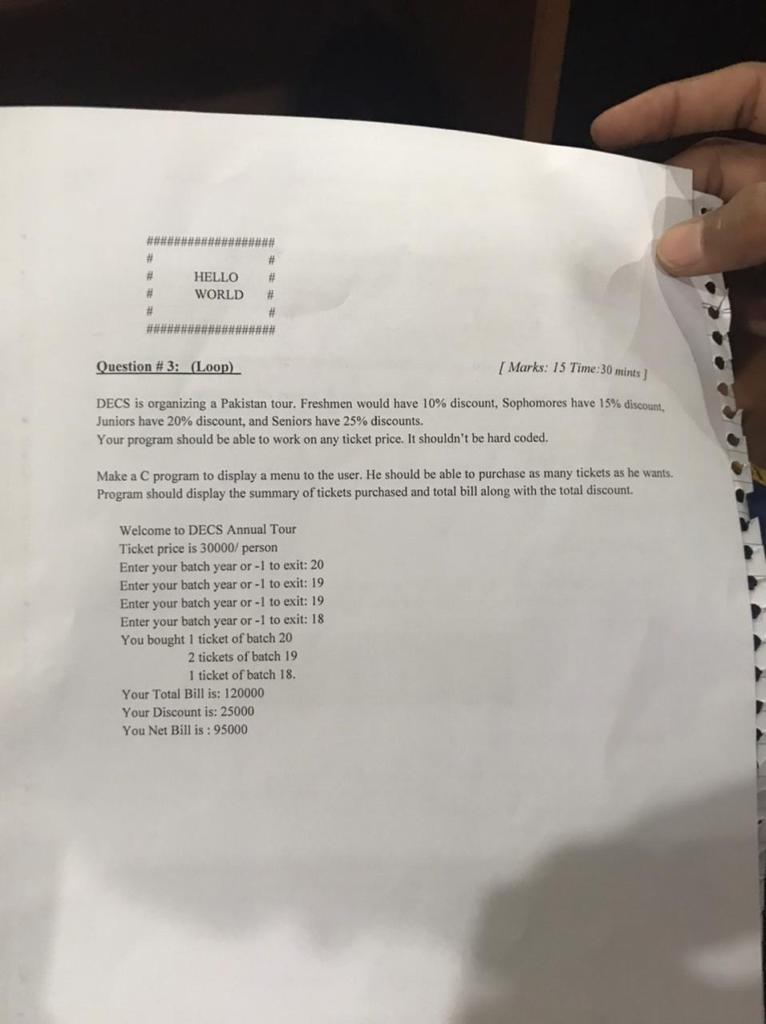 ###################
# #
# HELLO #
# WORLD #
# #
###################
Question # 3: (Loop)
[ Marks: 15 Time:30 mints ]
DECS is organizing a Pakistan tour. Freshmen would have 10% discount, Sophomores have 15% discount,
Juniors have 20% discount, and Seniors have 25% discounts.
Your program should be able to work on any ticket price. It shouldn't be hard coded.
Make a C program to display a menu to the user. He should be able to purchase as many tickets as he wants.
Program should display the summary of tickets purchased and total bill along with the total discount.
Welcome to DECS Annual Tour
Ticket price is 30000/ person
Enter your batch year or -1 to exit: 20
Enter your batch year or -1 to exit: 19
Enter your batch year or -1 to exit: 19
Enter your batch year or -1 to exit: 18
You bought 1 ticket of batch 20
2 tickets of batch 19
1 ticket of batch 18.
Your Total Bill is: 120000
Your Discount is: 25000
You Net Bill is : 95000